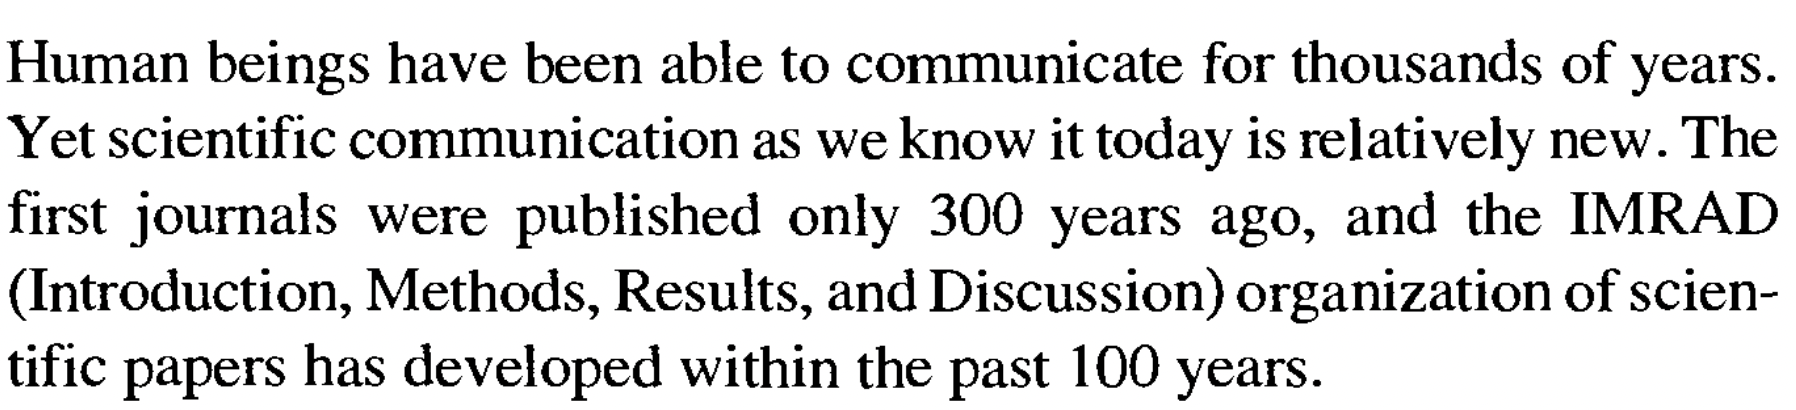 Human beings have been able to communicate for thousands of years.
Yet scientific communication as we know it today is relatively new. The
first journals were published only 300 years ago, and the IMRAD
(Introduction, Methods, Results, and Discussion) organization of scien-
tific papers has developed within the past 100 years.